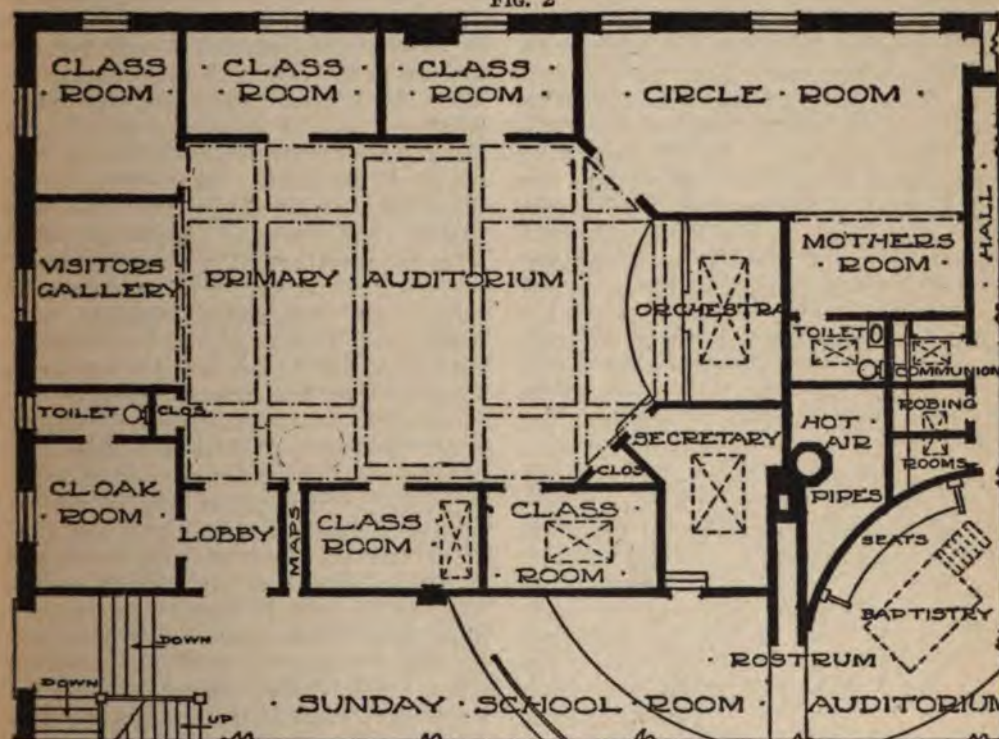 FIG. 2
CLASS
ROOM
CLASS
ROOM
CLASS
ROOM
CIRCLE · ROOM
HALL
VISITORS
GALLERY
PRIMARY · AUDITORIUM
ORCHESTRA
MOTHERS
ROOM
TOILET
COMMUNION
TOILET
CLOS
ROBING
ROOMS
HOT
AIR
PIPES
SECRETARY
CLOS
CLOAK
ROOM
LOBBY
MAPS
CLASS
ROOM
CLASS
ROOM
SEATS
BAPTISTRY
DOWN
DOWN
UP
ROSTRUM
SUNDAY · SCHOOL · ROOM
AUDITORIUM